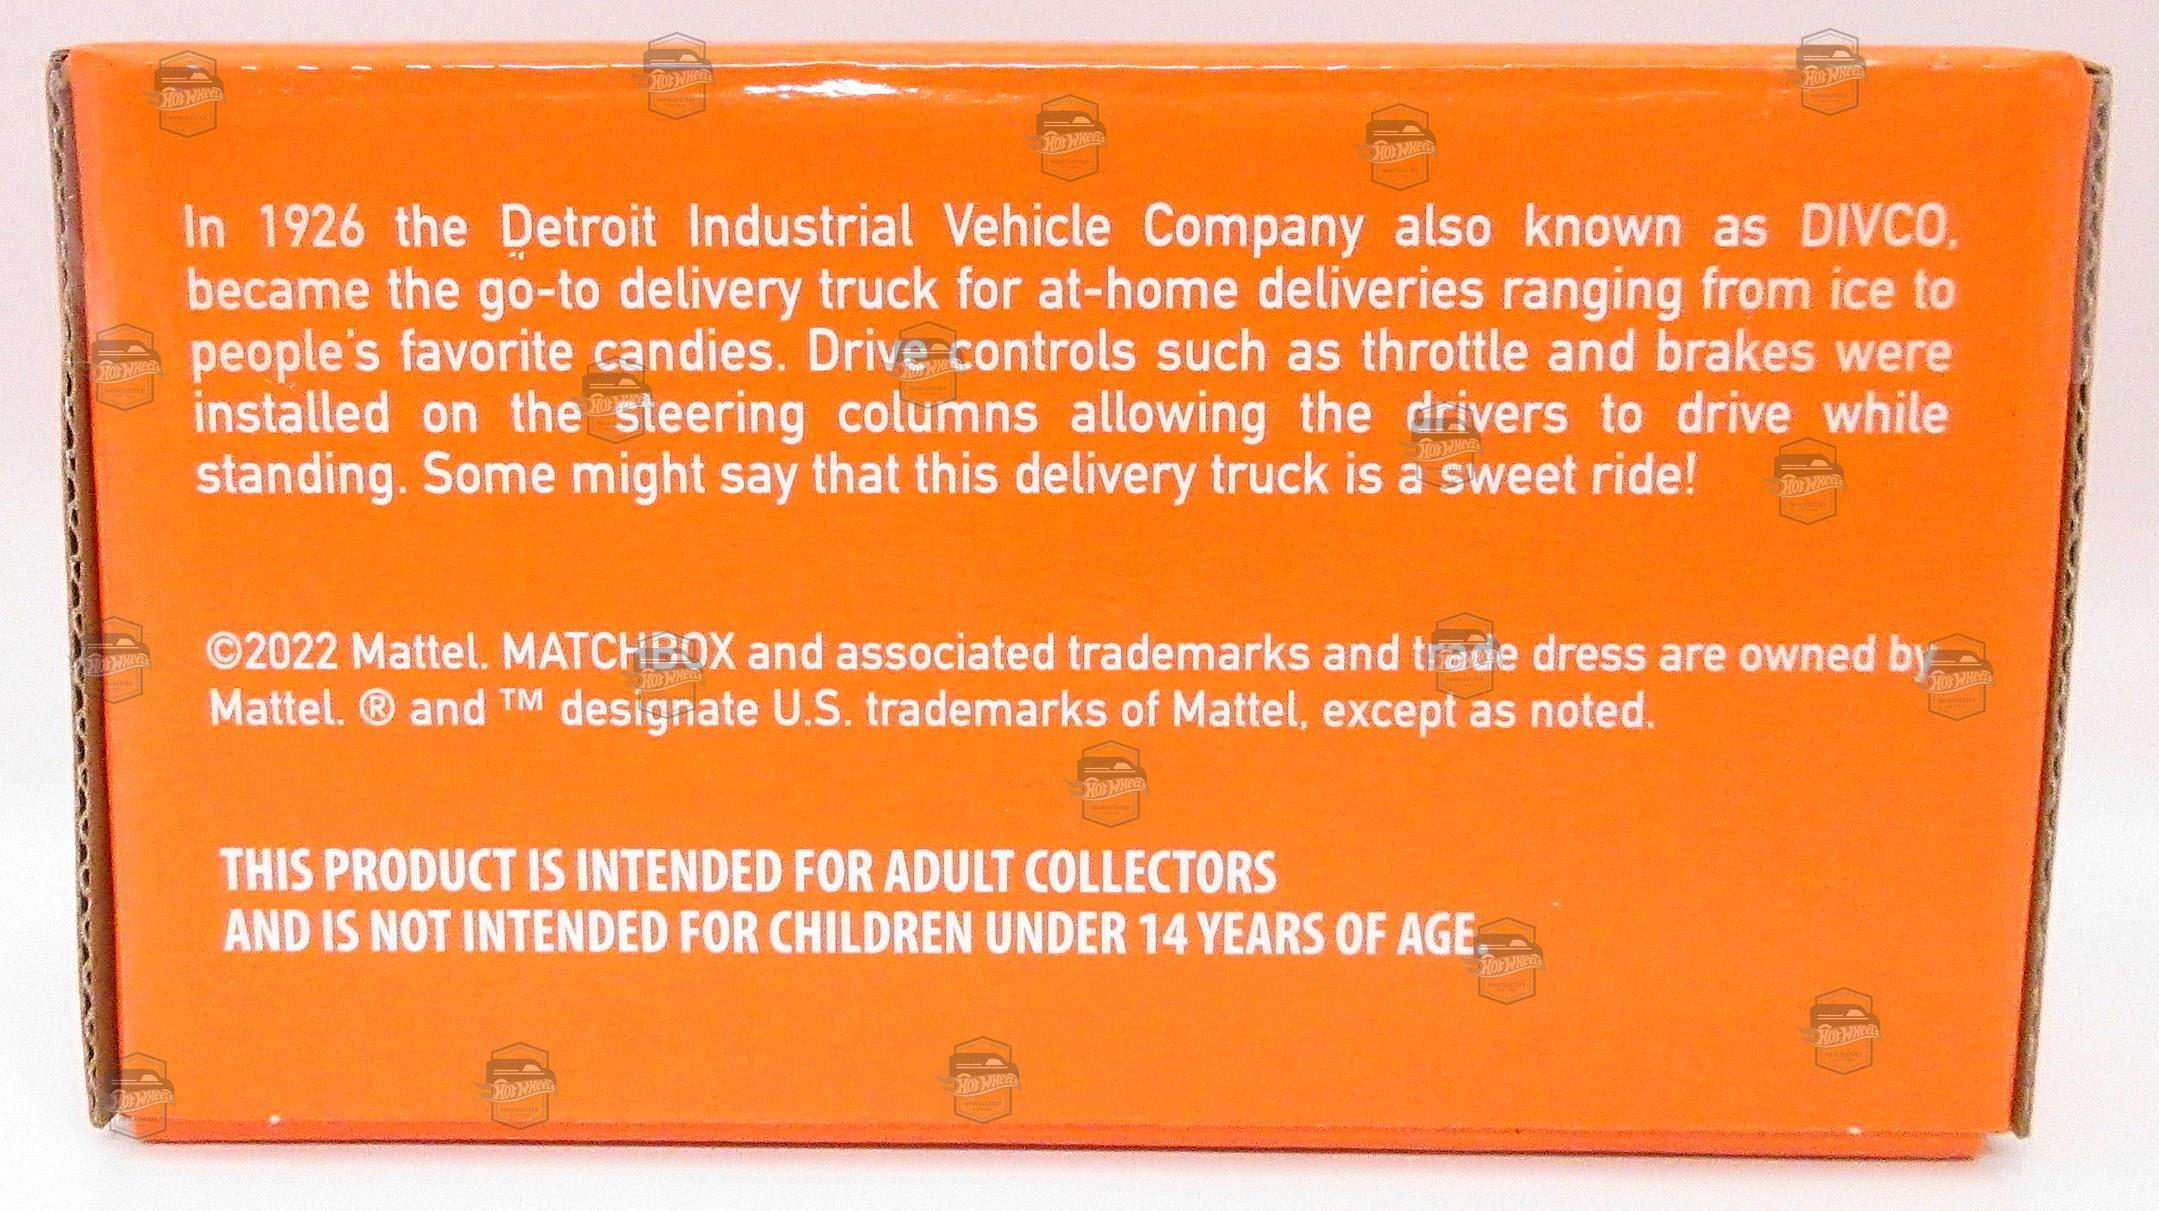 In 1926 the Detroit Industrial Vehicle Company also known as DIVCO,
became the go-to delivery truck for at-home deliveries ranging from ice to
people's favorite candies. Drive controls such as throttle and brakes were
installed on the steering columns allowing the drivers to drive while
standing. Some might say that this delivery truck is a sweet ride!
©2022 Mattel. MATCHBOX and associated trademarks and trade dress are owned by
Mattel. ® and ™ designate U.S. trademarks of Mattel, except as noted.
THIS PRODUCT IS INTENDED FOR ADULT COLLECTORS
AND IS NOT INTENDED FOR CHILDREN UNDER 14 YEARS OF AGE.
HOT WHEELS
NEWSLETTER